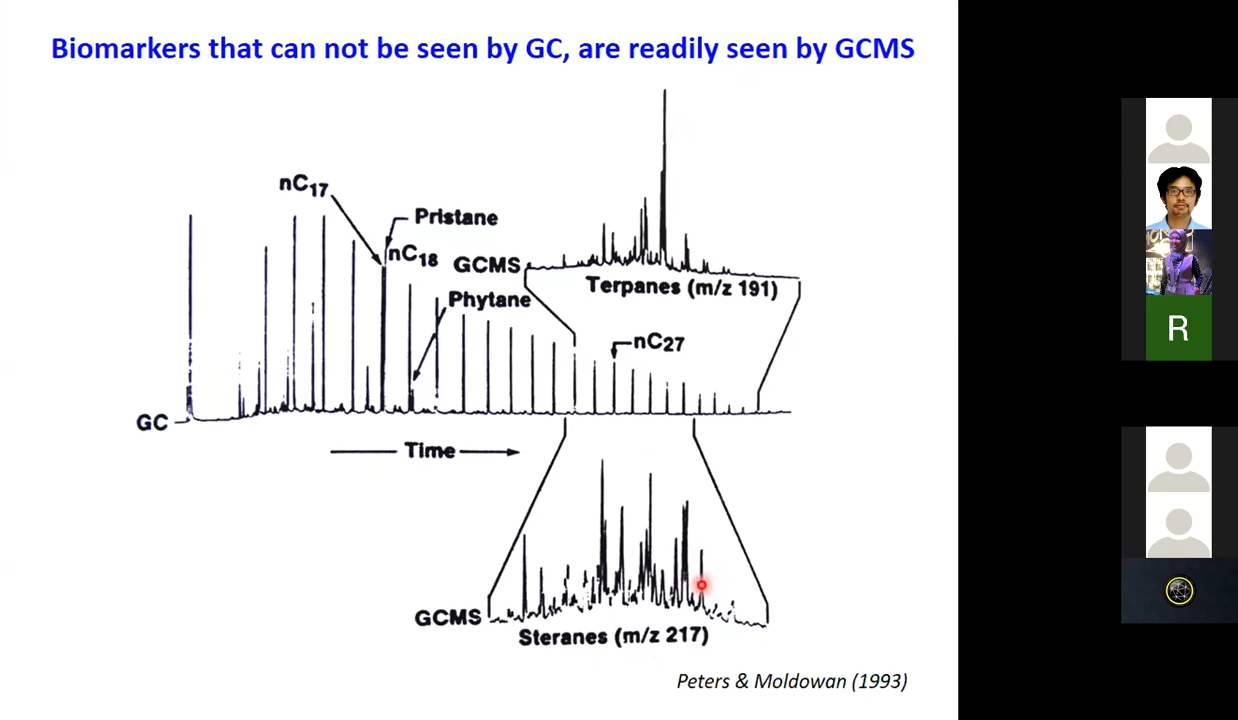 Biomarkers that can not be seen by GC, are readily seen by GCMS
nC17
Pristane
nC18
GCMS
Terpanes (m/z 191)
Phytane
nC27
GC
Time
GCMS
Steranes (m/z 217)
Peters & Moldowan (1993)
R